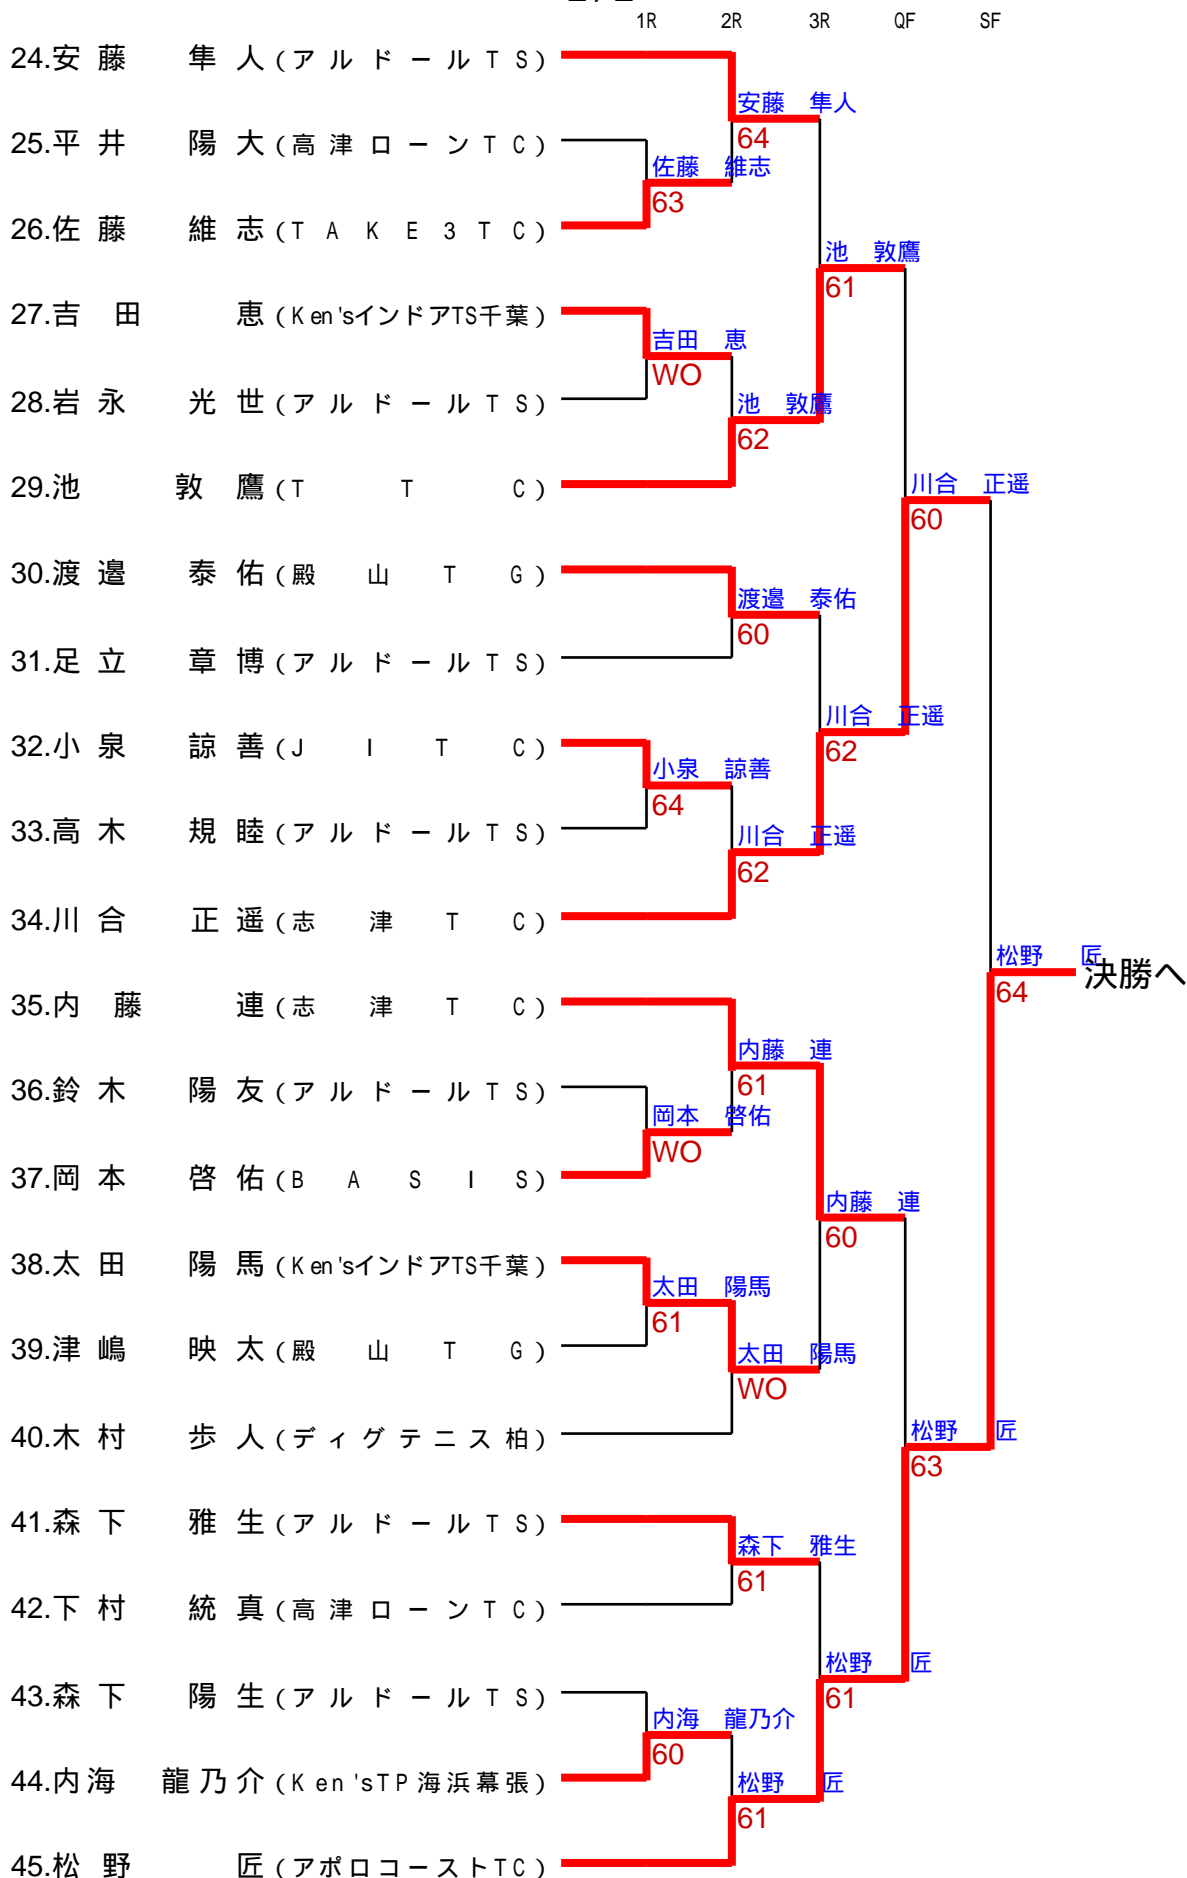 1R 2R 3R QF SF
24.安藤 隼人(アルドールTS)
安藤 隼人
64
25.平井 陽大(高津ローンTC)
佐藤 維志
63
26.佐藤 維志(TAKE3TC)
池 敦鷹
61
27.吉田 恵(Ken'sインドアTS千葉)
吉田 恵
WO
28.岩永 光世(アルドールTS)
池 敦鷹
62
29.池 敦鷹(TTC)
川合 正遥
60
30.渡邉 泰佑(殿山TG)
渡邉 泰佑
60
31.足立 章博(アルドールTS)
川合 正遥
62
32.小泉 諒善(JITC)
小泉 諒善
64
33.高木 規睦(アルドールTS)
川合 正遥
62
34.川合 正遥(志津TC)
松野 匠
決勝へ
64
35.内藤 連(志津TC)
内藤 連
61
36.鈴木 陽友(アルドールTS)
岡本 啓佑
WO
37.岡本 啓佑(BASIS)
内藤 連
60
38.太田 陽馬(Ken'sインドアTS千葉)
太田 陽馬
61
39.津嶋 映太(殿山TG)
太田 陽馬
WO
40.木村 歩人(ディグテニス柏)
松野 匠
63
41.森下 雅生(アルドールTS)
森下 雅生
61
42.下村 統真(高津ローンTC)
松野 匠
61
43.森下 陽生(アルドールTS)
内海 龍乃介
60
44.内海 龍乃介(Ken'sTP海浜幕張)
松野 匠
61
45.松野 匠(アポロコーストTC)